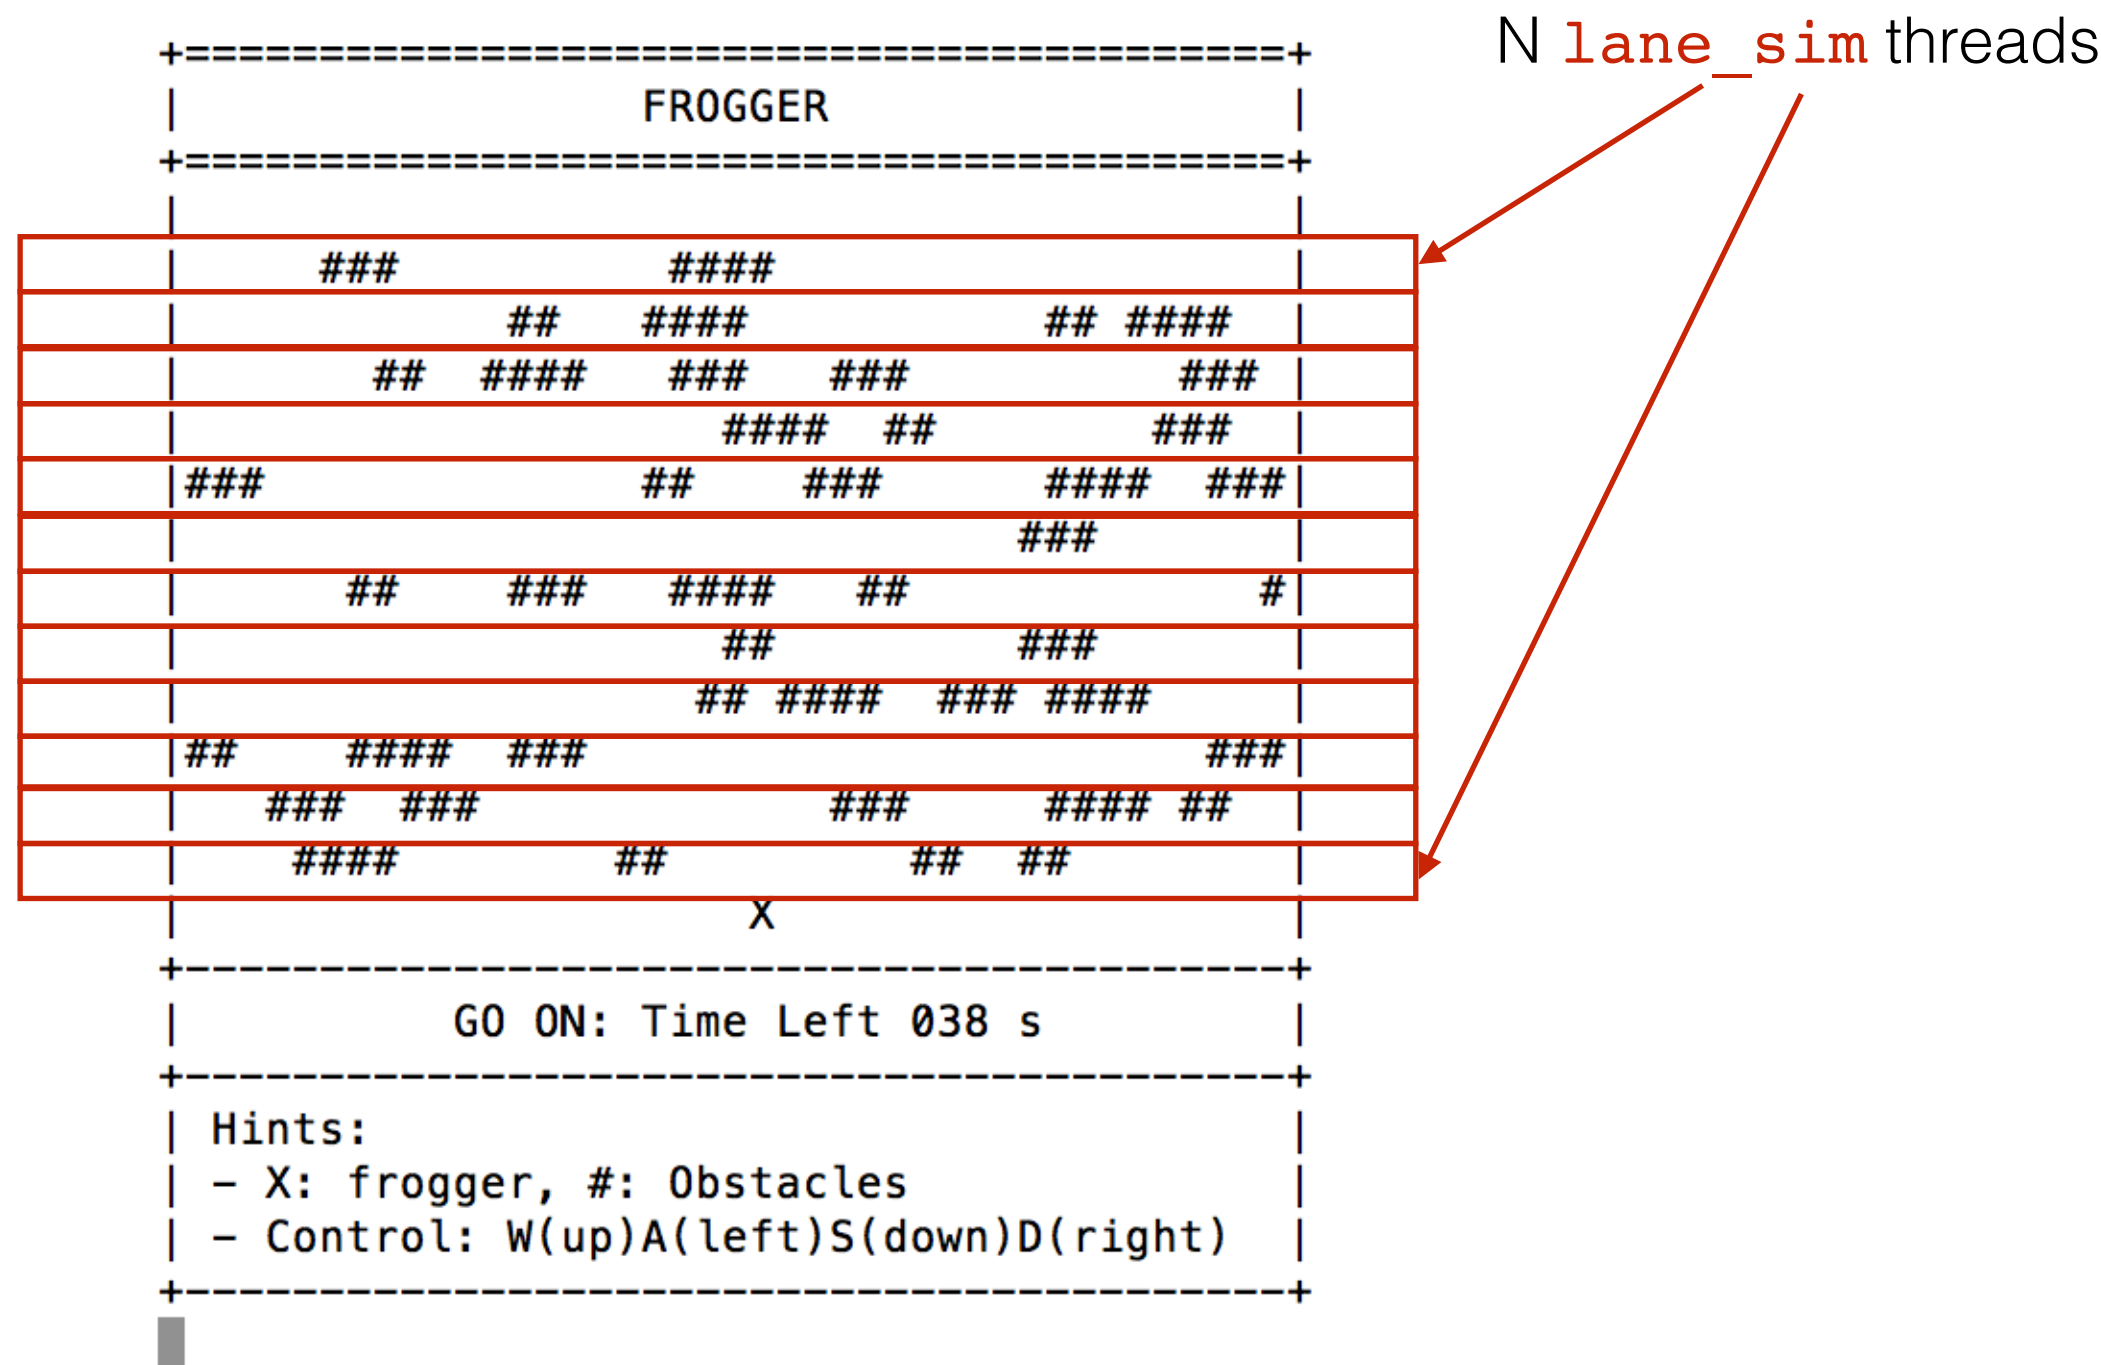 N lane_sim threads
+=========================================+
|                 FROGGER                 |
+=========================================+
|                                         |
|     ###          ####                   |
|            ##   ####           ## ####  |
|       ##  ####   ###   ###          ### |
|                    ####  ##        ###  |
|###              ##    ###      ####  ###|
|                               ###       |
|      ##    ###   ####   ##             #|
|                    ##         ###       |
|                   ## ####  ### ####     |
|##    ####  ###                       ###|
|   ###  ###             ###     #### ##  |
|    ####        ##         ##  ##        |
|                     X                   |
+-----------------------------------------+
|          GO ON: Time Left 038 s         |
+-----------------------------------------+
| Hints:                                  |
| - X: frogger, #: Obstacles              |
| - Control: W(up)A(left)S(down)D(right)  |
+-----------------------------------------+